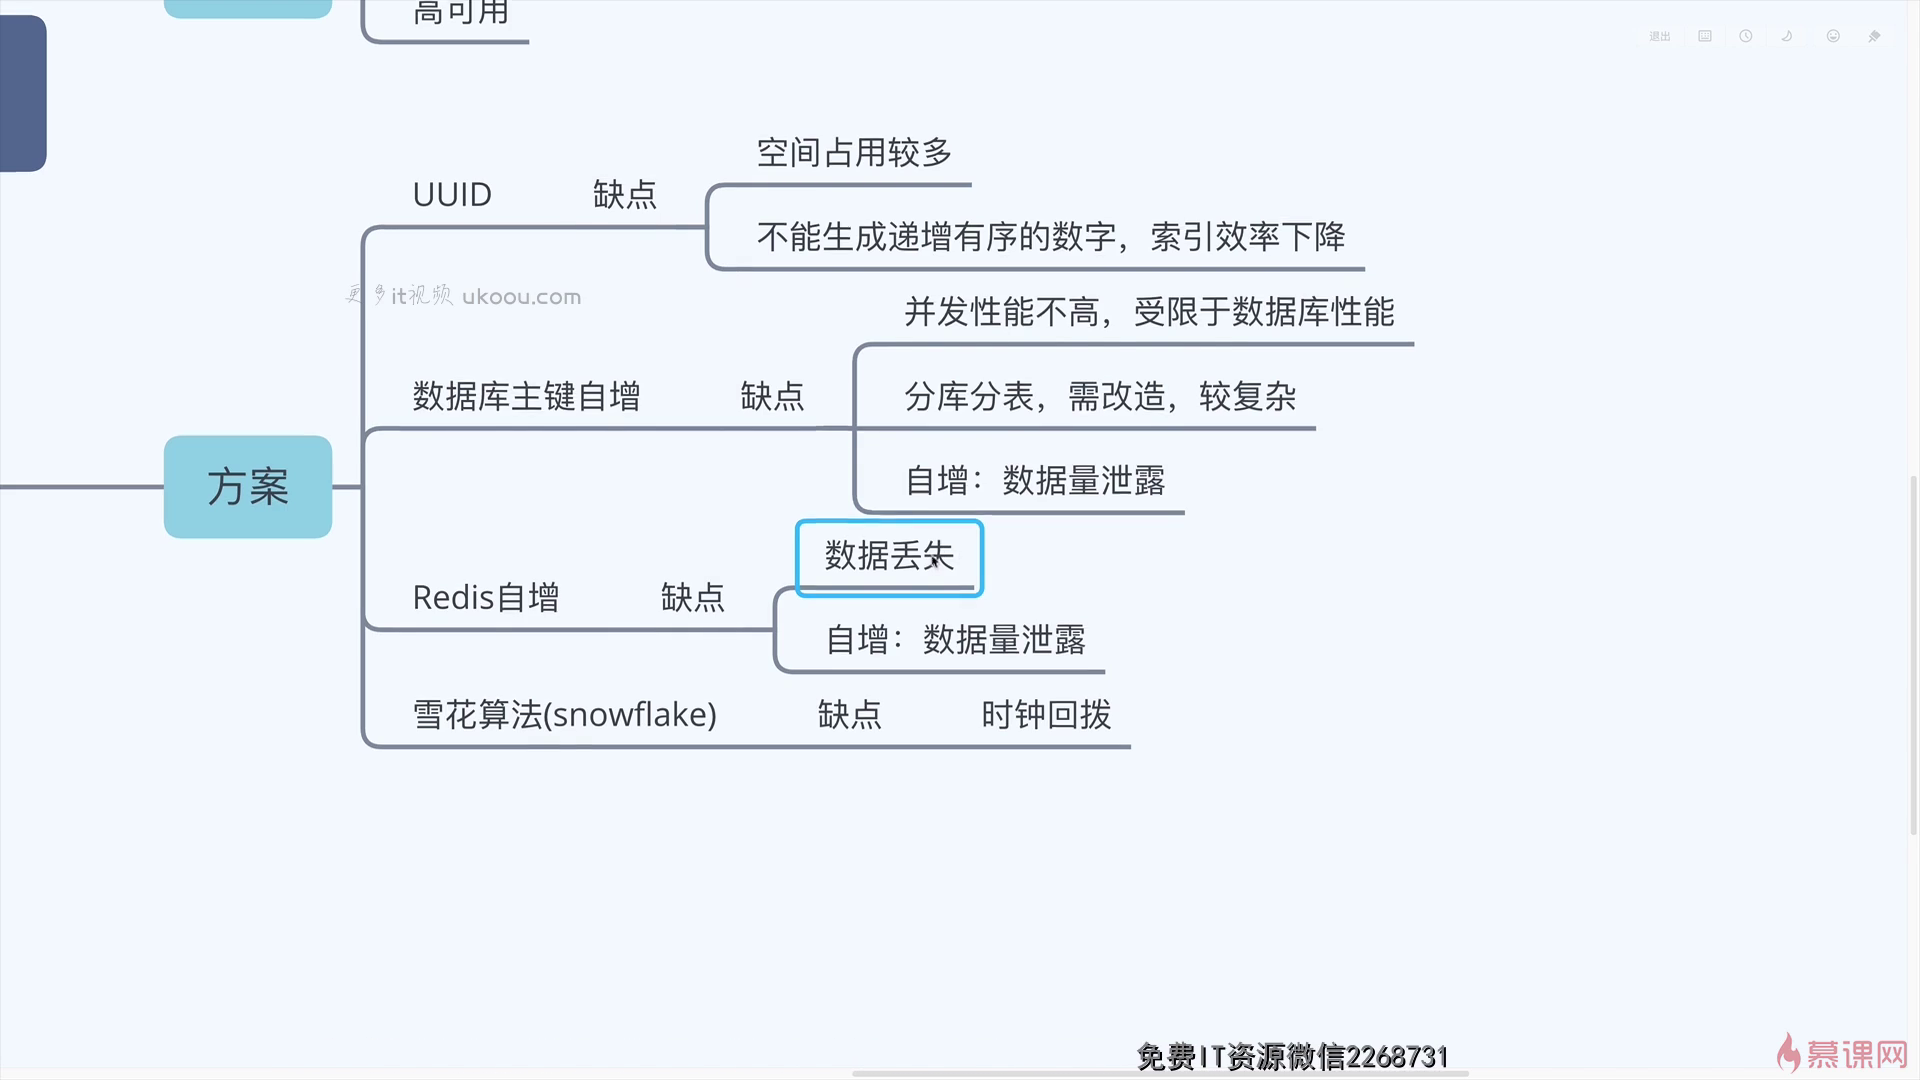 高可用
退出
空间占用较多
UUID 缺点
不能生成递增有序的数字，索引效率下降
更多it视频 ukoou.com
并发性能不高，受限于数据库性能
数据库主键自增 缺点
分库分表，需改造，较复杂
自增：数据量泄露
方案
数据丢失
Redis自增 缺点
自增：数据量泄露
雪花算法(snowflake) 缺点 时钟回拨
免费IT资源微信2268731
慕课网